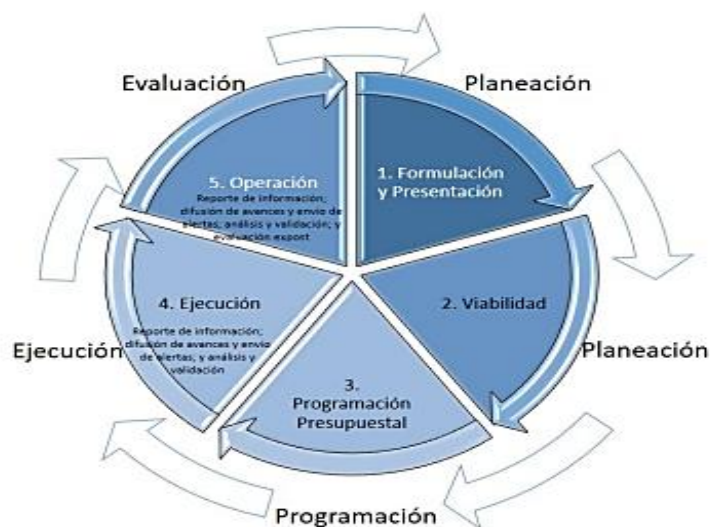 Evaluación
Planeación
1. Formulación
y Presentación
5. Operación
Reporte de información;
difusión de avances y envio de
alertas; análisis y validación; y
evaluación expost
2. Viabilidad
Planeación
4. Ejecución
Reporte de información;
difusión de avances y envio
de alertas; y análisis y
validación
Ejecución
3.
Programación
Presupuestal
Programación